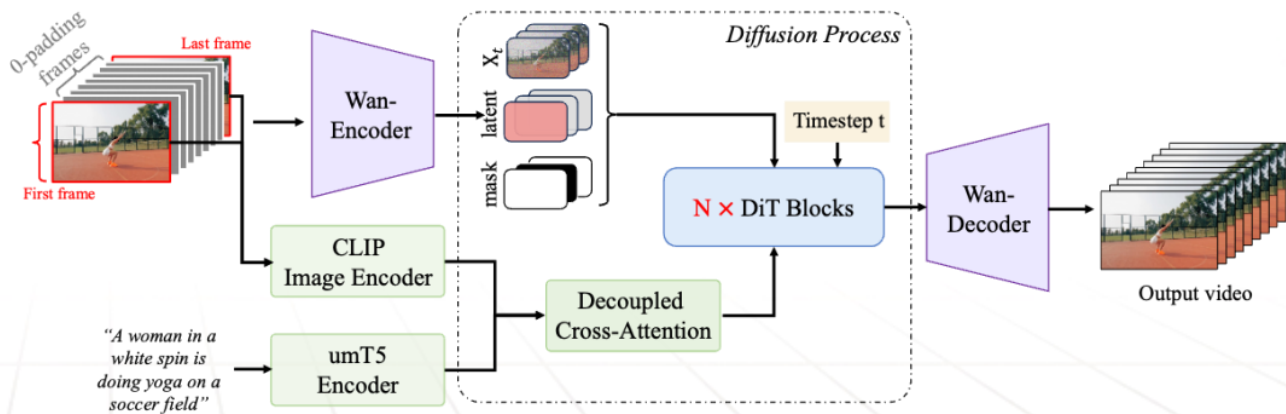 0-padding
frames
Last frame
First frame
Wan-
Encoder
X_t
latent
mask
Diffusion Process
Timestep t
N × DiT Blocks
Wan-
Decoder
Output video
CLIP
Image Encoder
Decoupled
Cross-Attention
“A woman in a
white spin is
doing yoga on a
soccer field”
umT5
Encoder